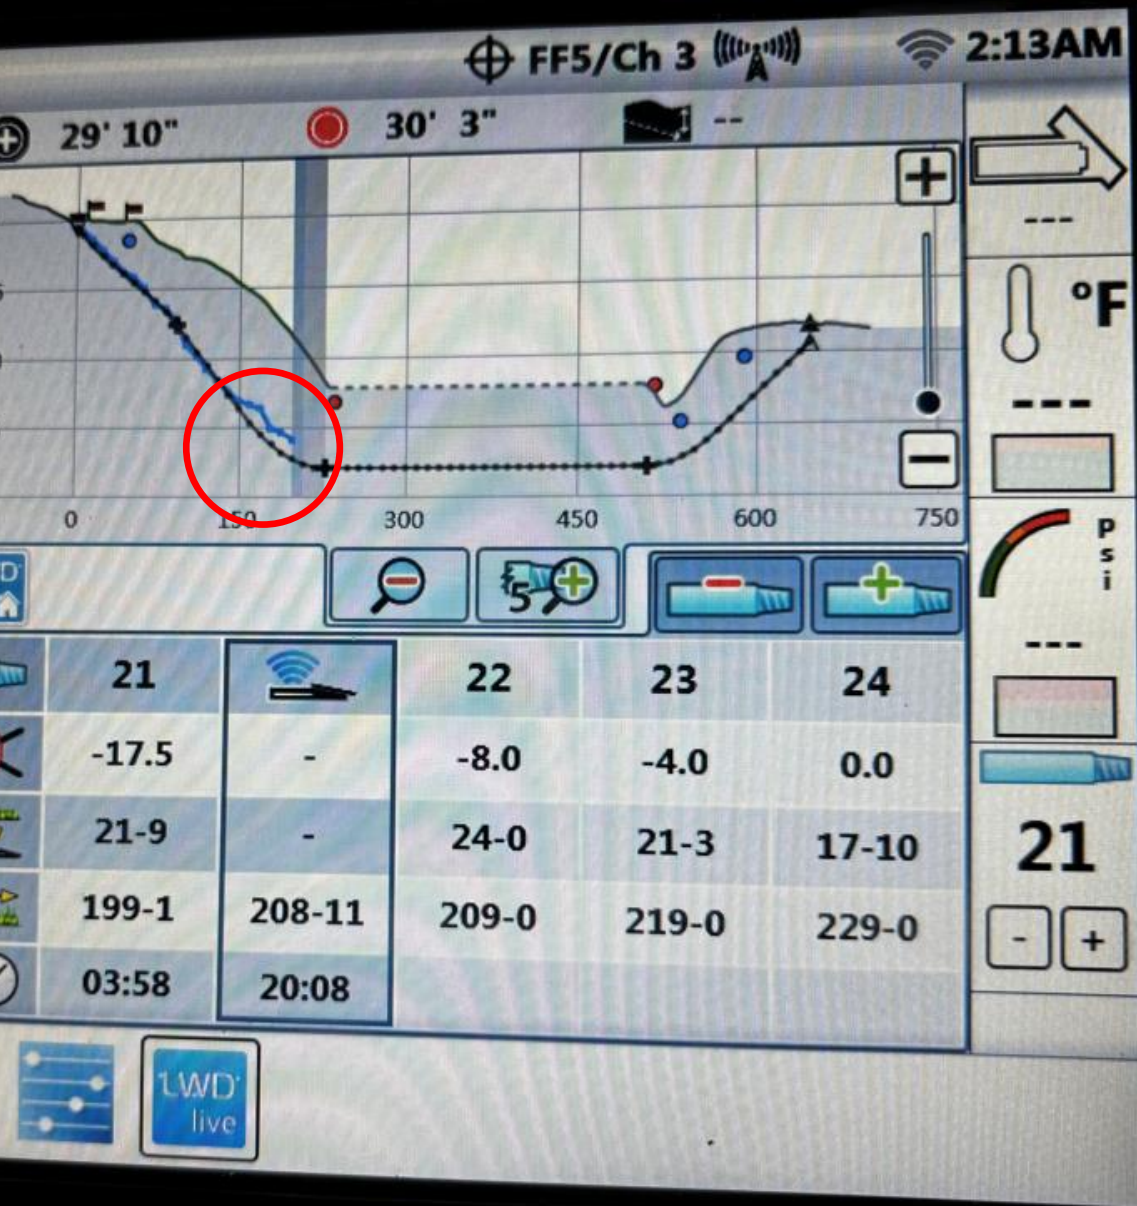 FF5/Ch 3 2:13AM
29' 10" 30' 3" --
---
°F
---
0 150 300 450 600 750
Psi
---
5
21 22 23 24
-17.5 - -8.0 -4.0 0.0
21-9 - 24-0 21-3 17-10
21
199-1 208-11 209-0 219-0 229-0
- +
03:58 20:08
LWD
live